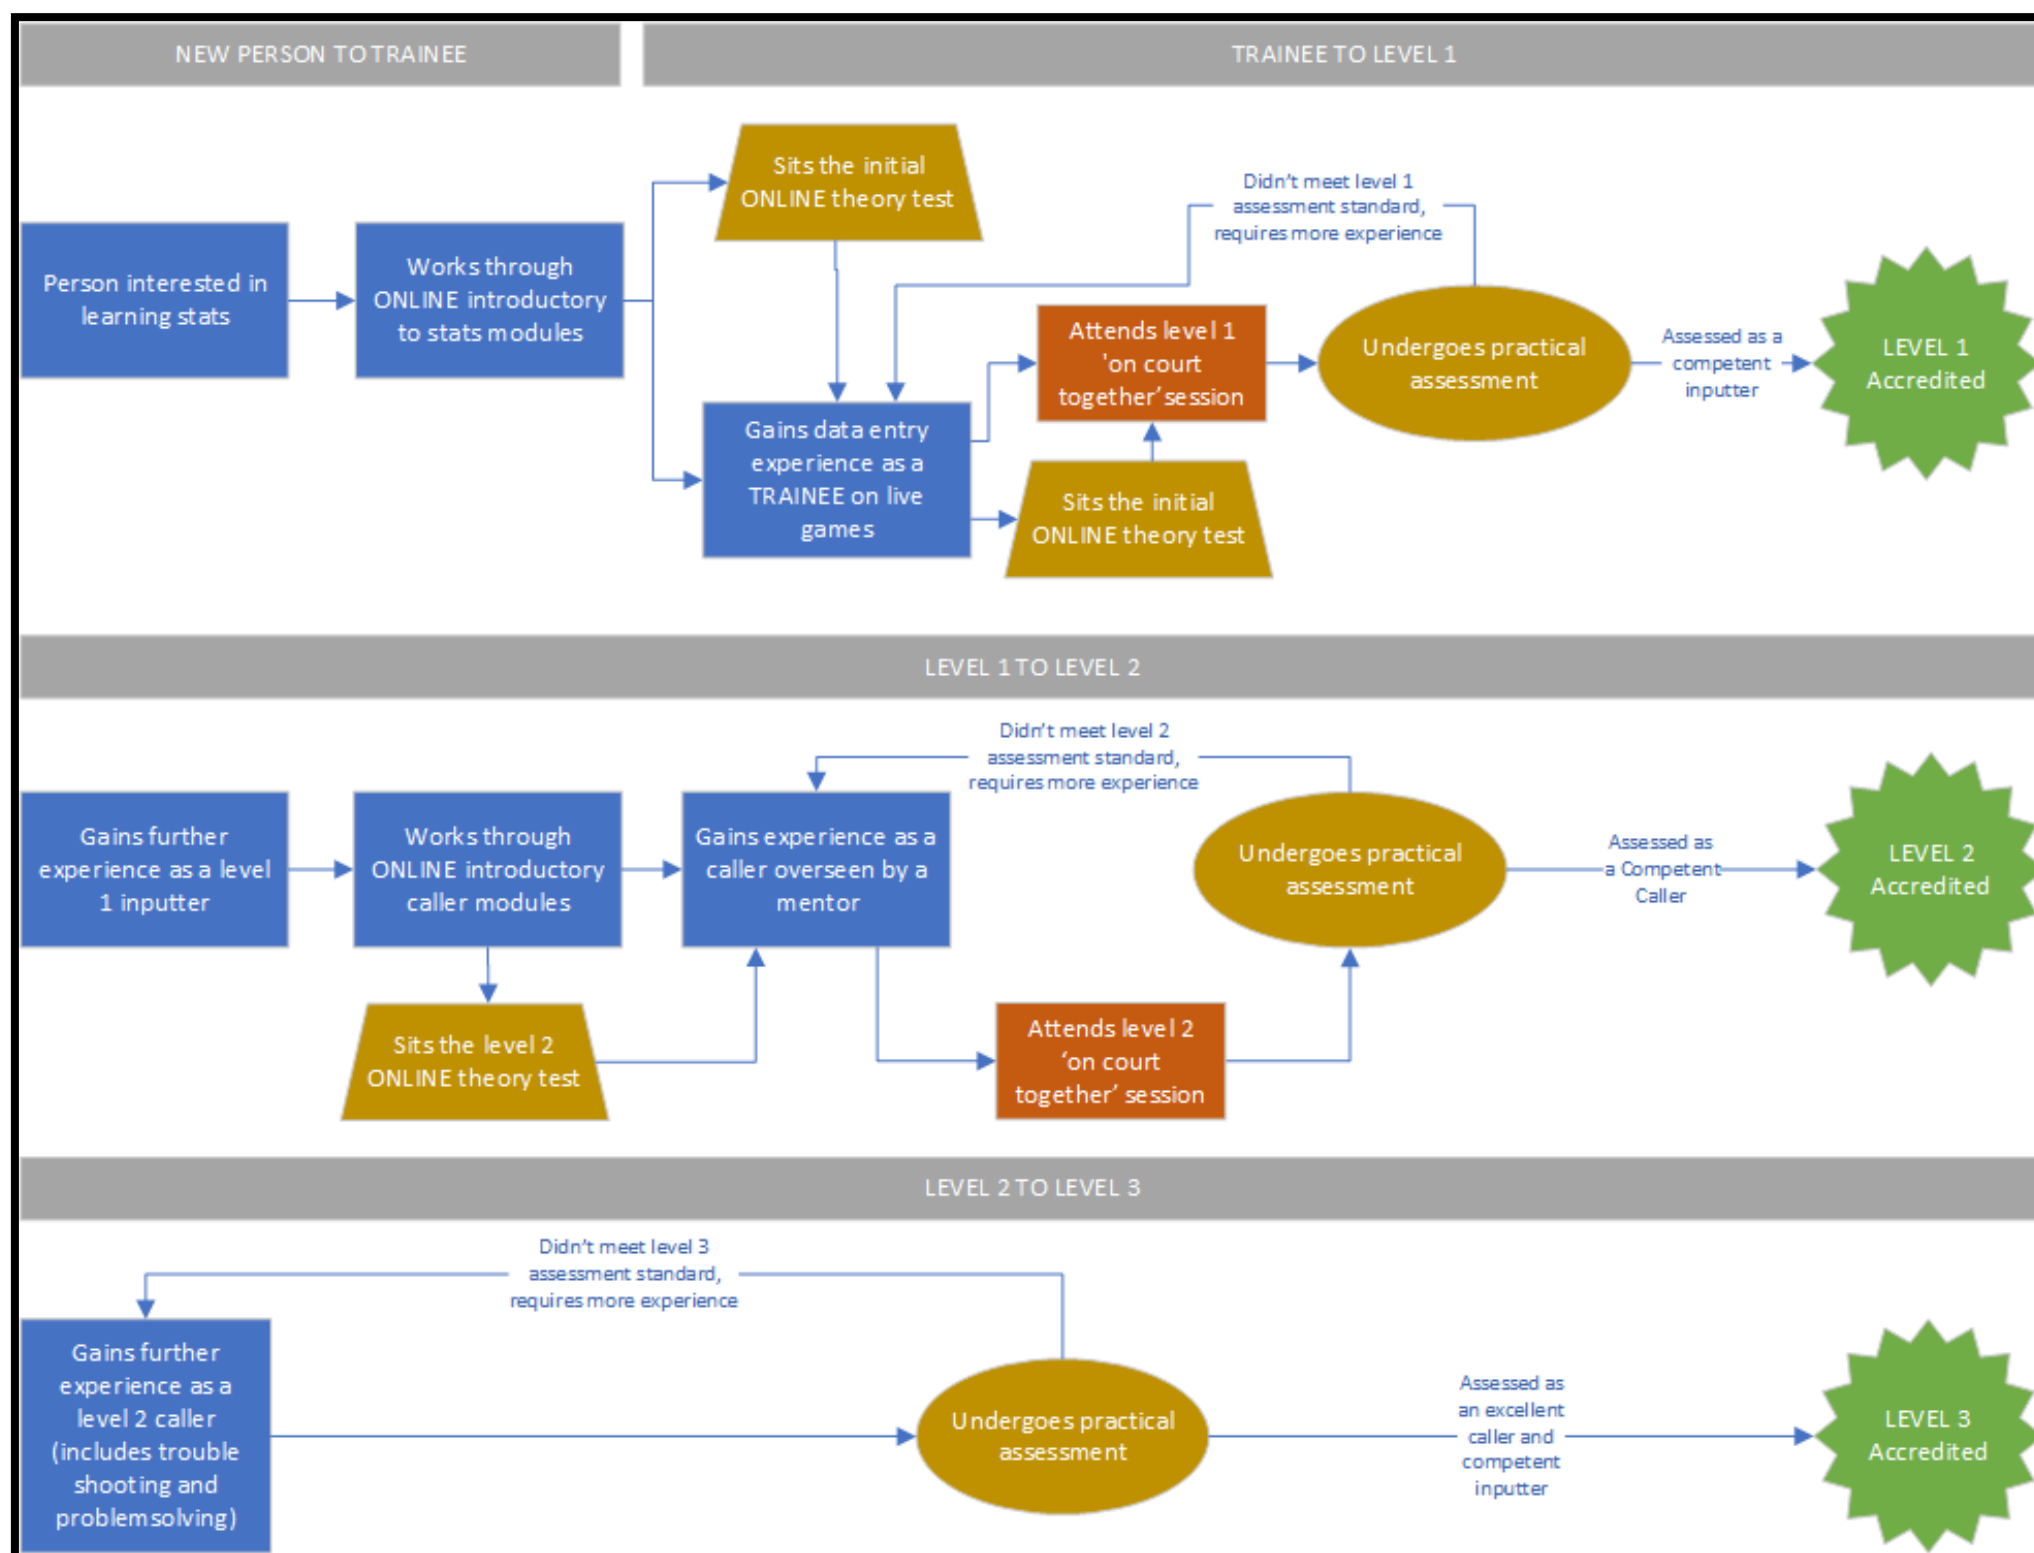 NEW PERSON TO TRAINEE
TRAINEE TO LEVEL 1
Sits the initial
ONLINE theory test
Didn't meet level 1
assessment standard,
requires more experience
Person interested in
learning stats
Works through
ONLINE introductory
to stats modules
Attends level 1
'on court
together' session
Undergoes practical
assessment
Assessed as a
competent
inputter
LEVEL 1
Accredited
Gains data entry
experience as a
TRAINEE on live
games
Sits the initial
ONLINE theory test
LEVEL 1 TO LEVEL 2
Didn't meet level 2
assessment standard,
requires more experience
Gains further
experience as a level
1 inputter
Works through
ONLINE introductory
caller modules
Gains experience as a
caller overseen by a
mentor
Undergoes practical
assessment
Assessed as
a Competent
Caller
LEVEL 2
Accredited
Sits the level 2
ONLINE theory test
Attends level 2
'on court
together' session
LEVEL 2 TO LEVEL 3
Didn't meet level 3
assessment standard,
requires more experience
Gains further
experience as a
level 2 caller
(includes trouble
shooting and
problem solving)
Undergoes practical
assessment
Assessed as
an excellent
caller and
competent
inputter
LEVEL 3
Accredited